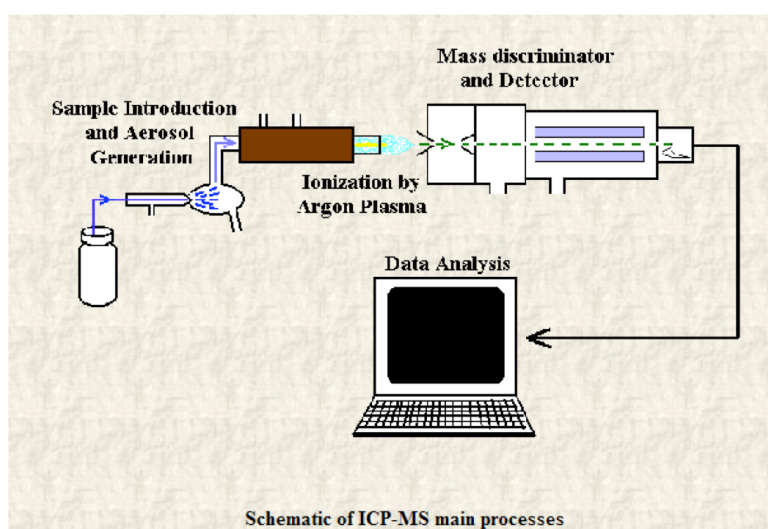 Mass discriminator
and Detector
Sample Introduction
and Aerosol
Generation
Ionization by
Argon Plasma
Data Analysis
Schematic of ICP-MS main processes